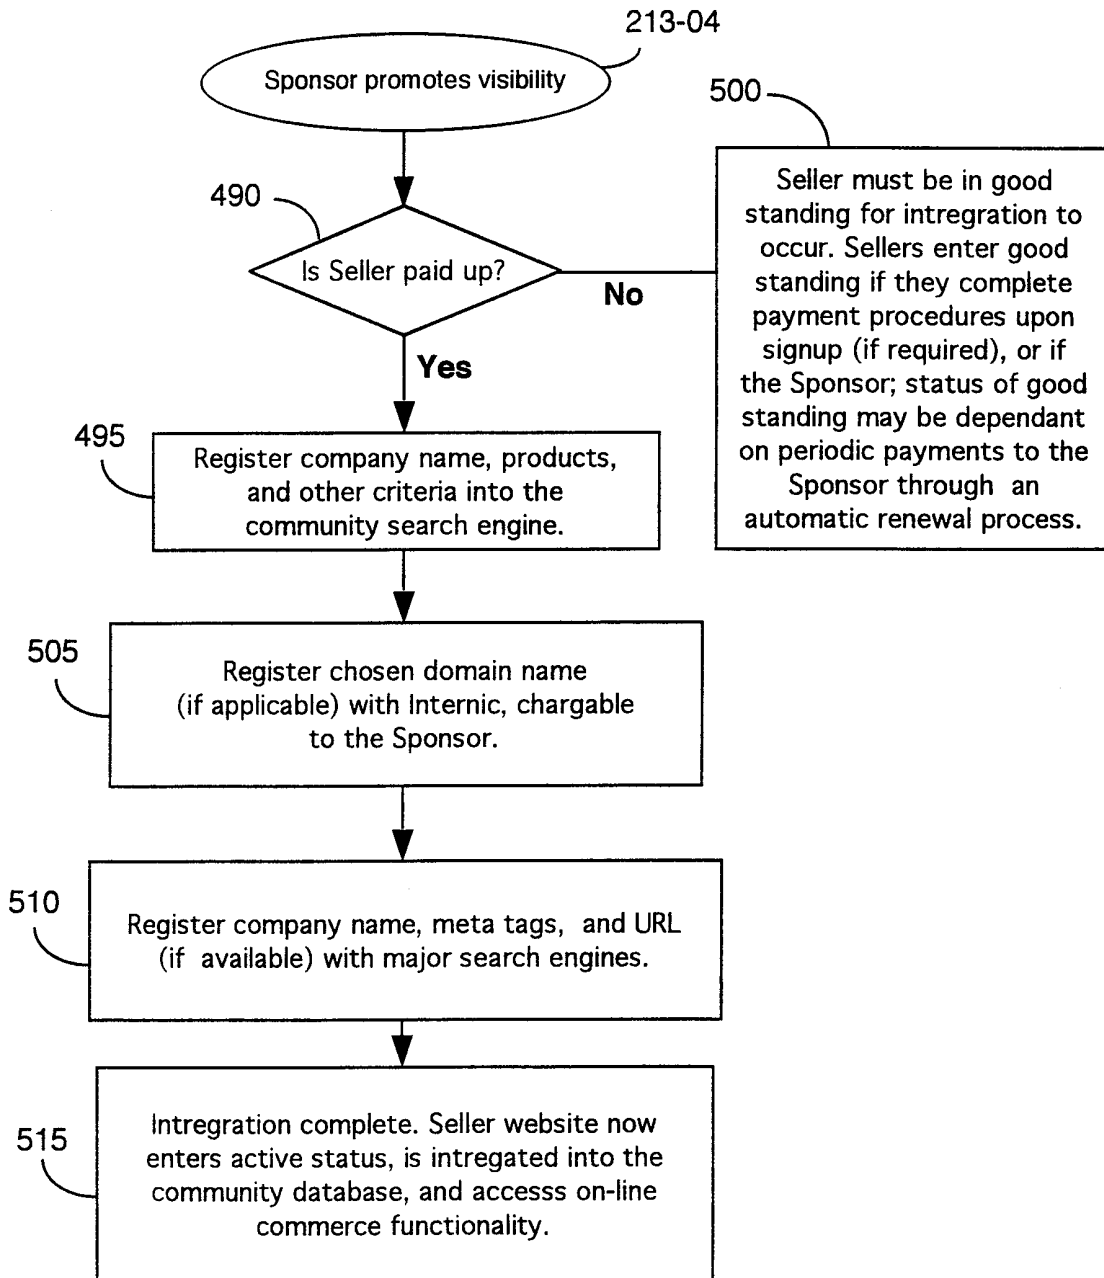 213-04
Sponsor promotes visibility
500
Seller must be in good
standing for intregration to
occur. Sellers enter good
standing if they complete
payment procedures upon
signup (if required), or if
the Sponsor; status of good
standing may be dependant
on periodic payments to the
Sponsor through an
automatic renewal process.
490
Is Seller paid up?
No
Yes
495
Register company name, products,
and other criteria into the
community search engine.
505
Register chosen domain name
(if applicable) with Internic, chargable
to the Sponsor.
510
Register company name, meta tags, and URL
(if available) with major search engines.
515
Intregration complete. Seller website now
enters active status, is intregated into the
community database, and accesss on-line
commerce functionality.